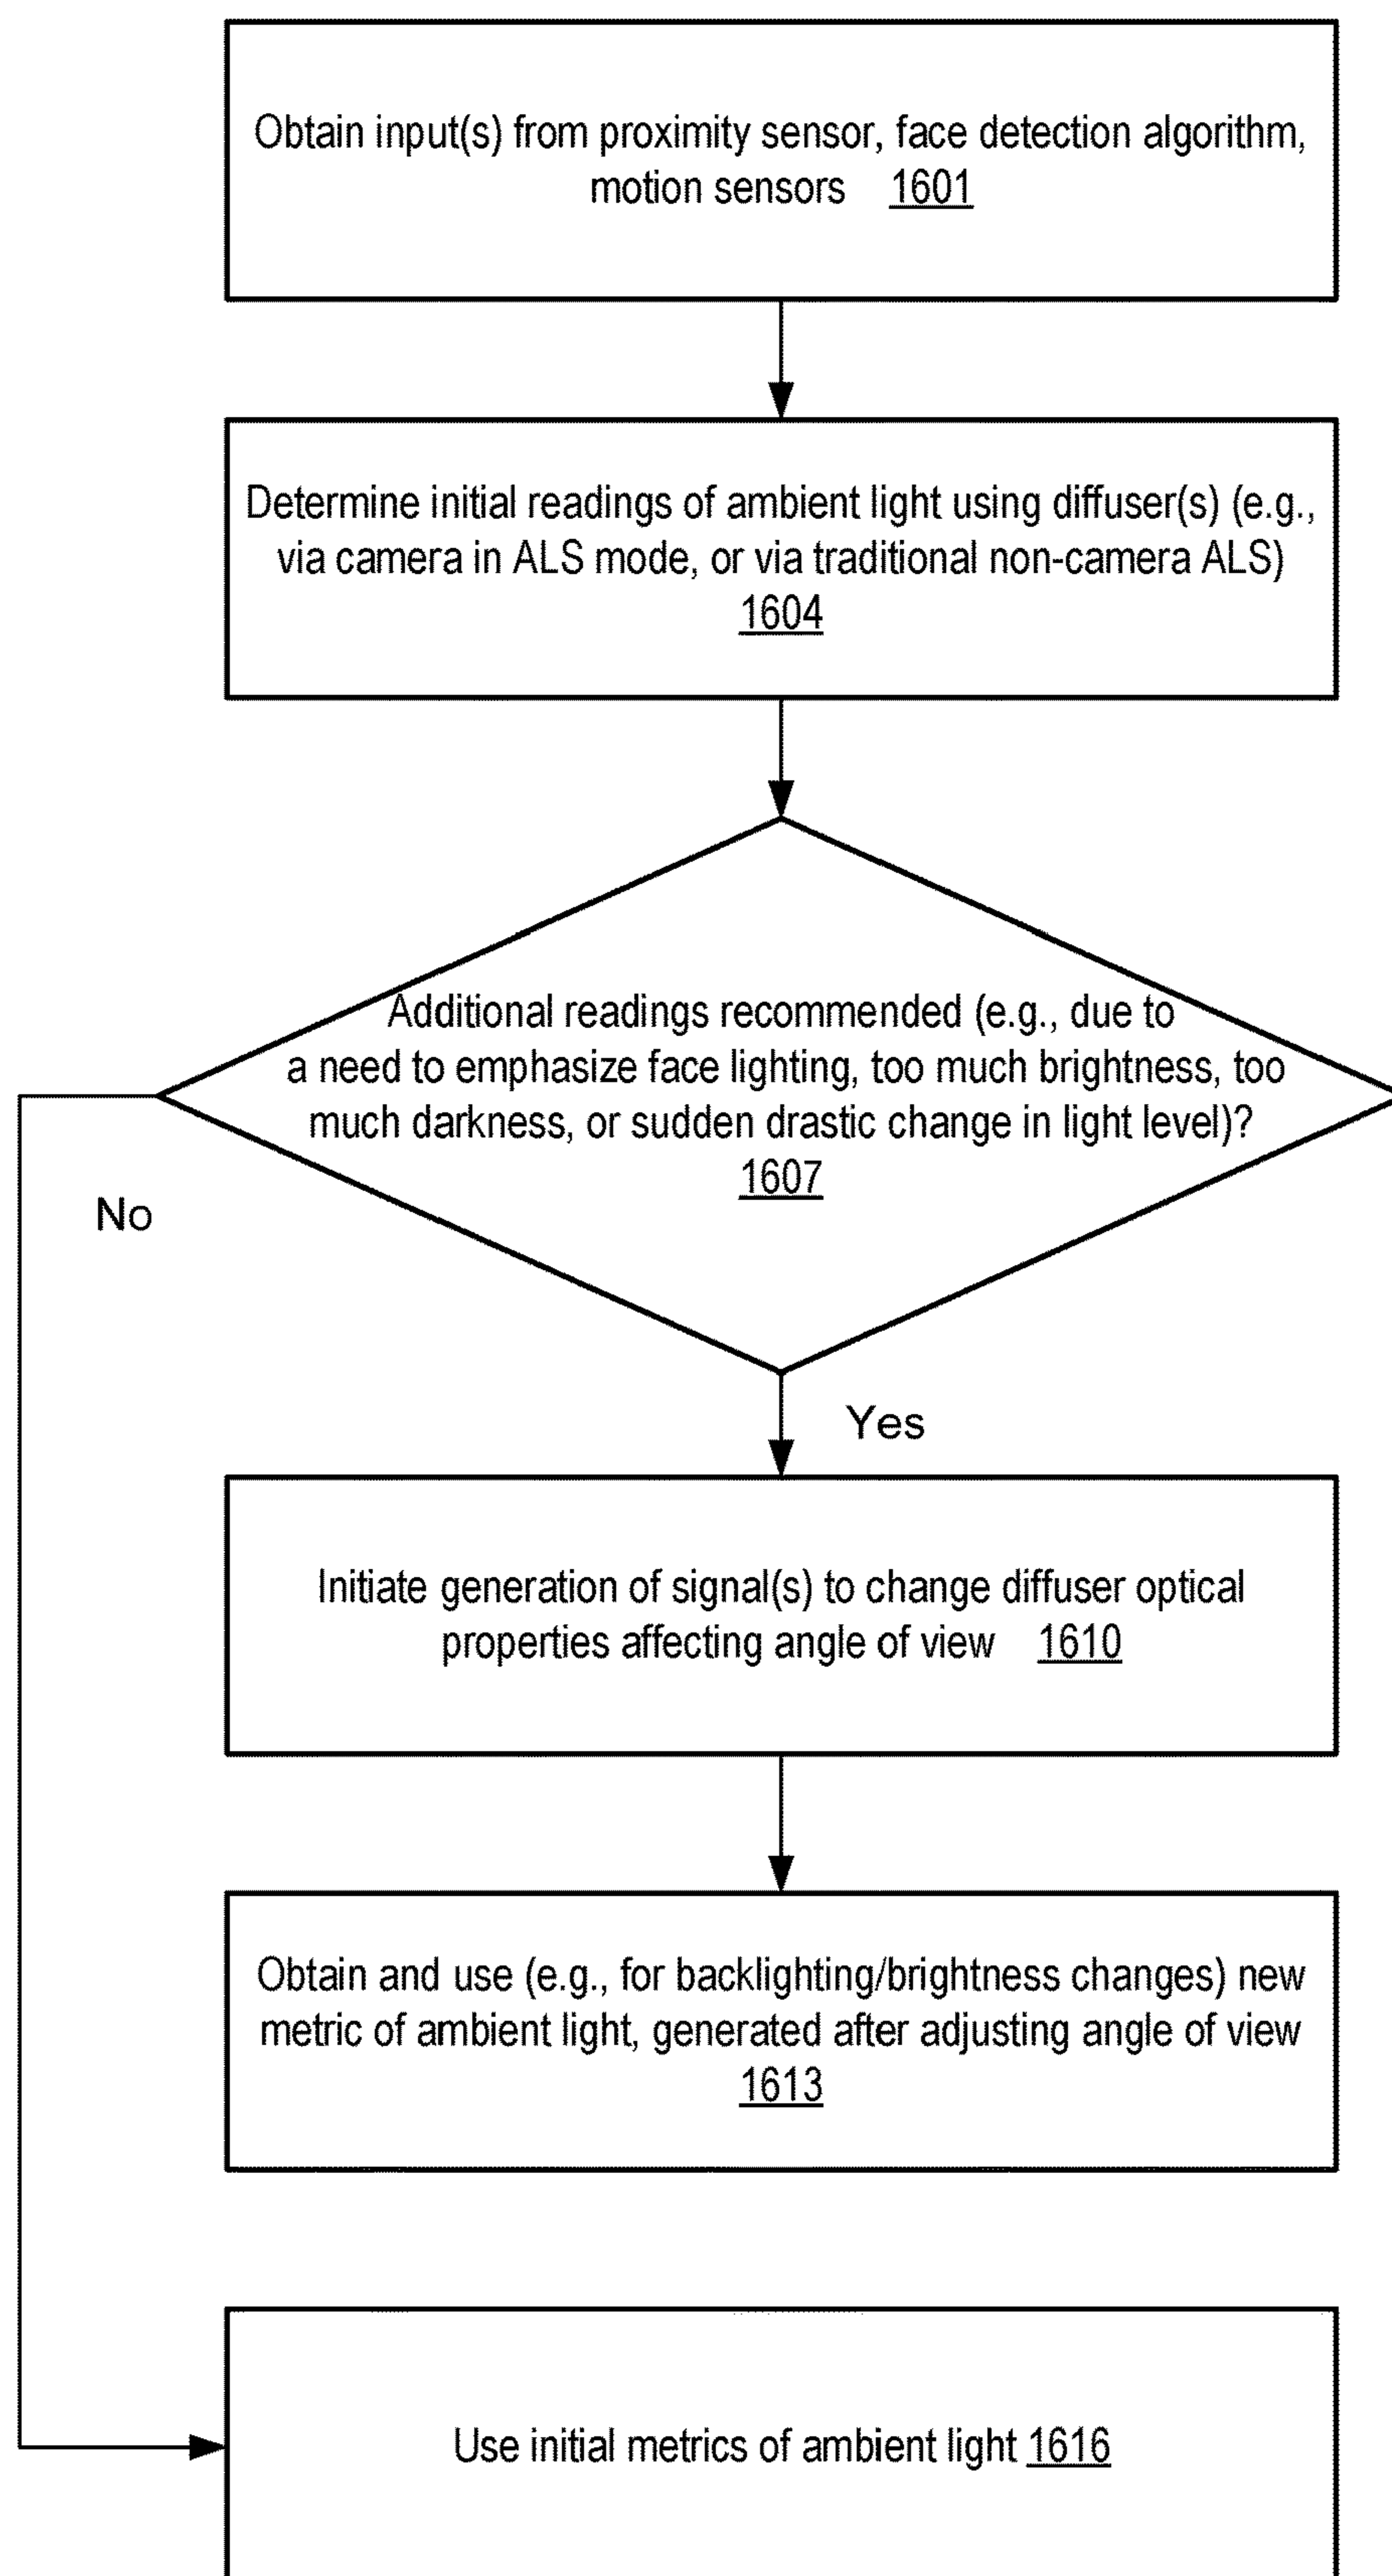 Obtain input(s) from proximity sensor, face detection algorithm,
motion sensors 1601
Determine initial readings of ambient light using diffuser(s) (e.g.,
via camera in ALS mode, or via traditional non-camera ALS)
1604
Additional readings recommended (e.g., due to
a need to emphasize face lighting, too much brightness, too
much darkness, or sudden drastic change in light level)?
1607
No
Yes
Initiate generation of signal(s) to change diffuser optical
properties affecting angle of view 1610
Obtain and use (e.g., for backlighting/brightness changes) new
metric of ambient light, generated after adjusting angle of view
1613
Use initial metrics of ambient light 1616